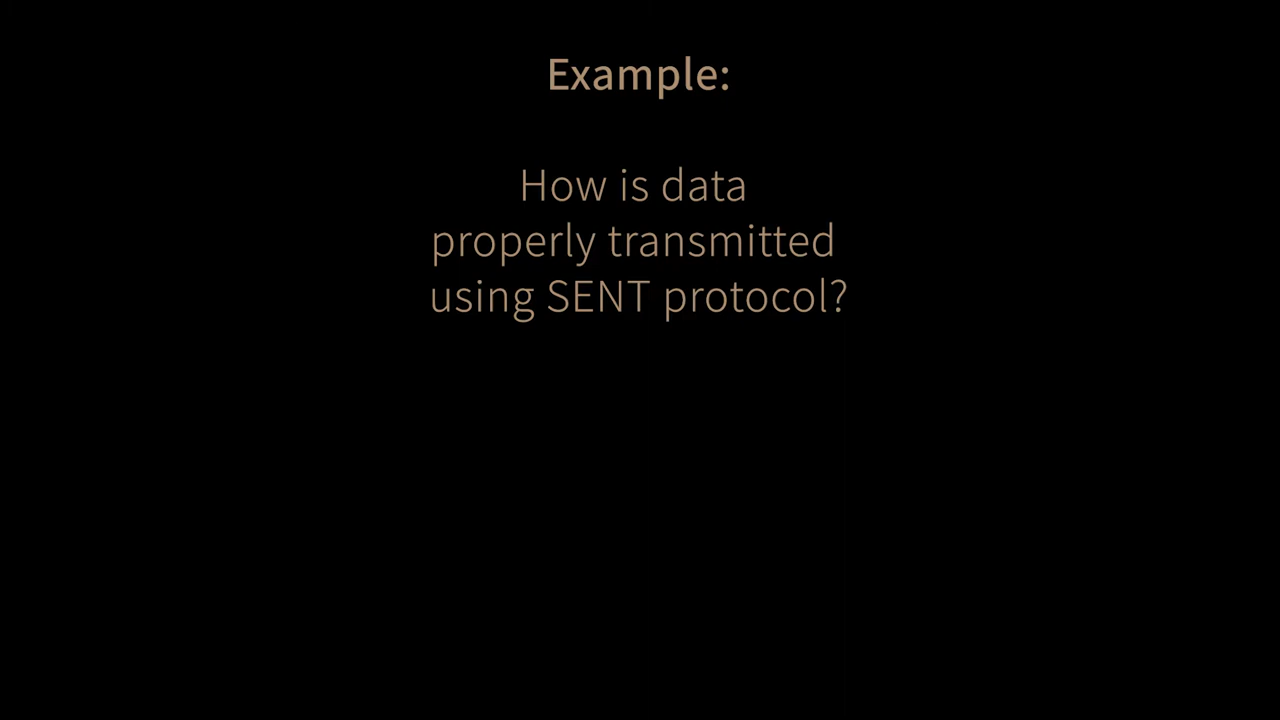 Example:
How is data
properly transmitted
using SENT protocol?